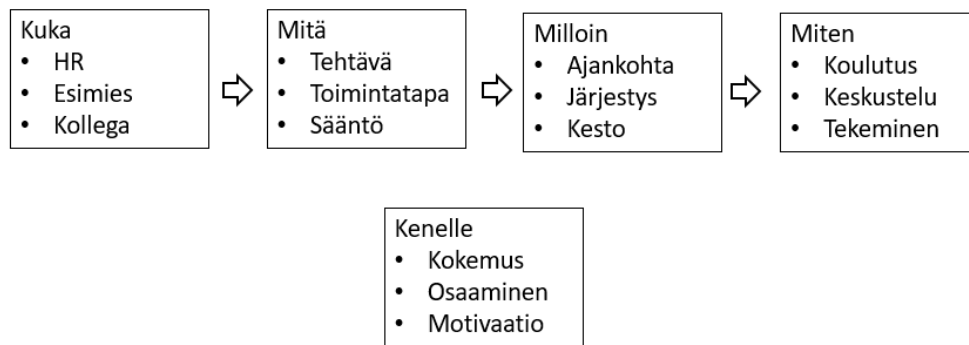 Kuka
• HR
• Esimies
• Kollega
Mitä
• Tehtävä
• Toimintatapa
• Sääntö
Milloin
• Ajankohta
• Järjestys
• Kesto
Miten
• Koulutus
• Keskustelu
• Tekeminen
Kenelle
• Kokemus
• Osaaminen
• Motivaatio